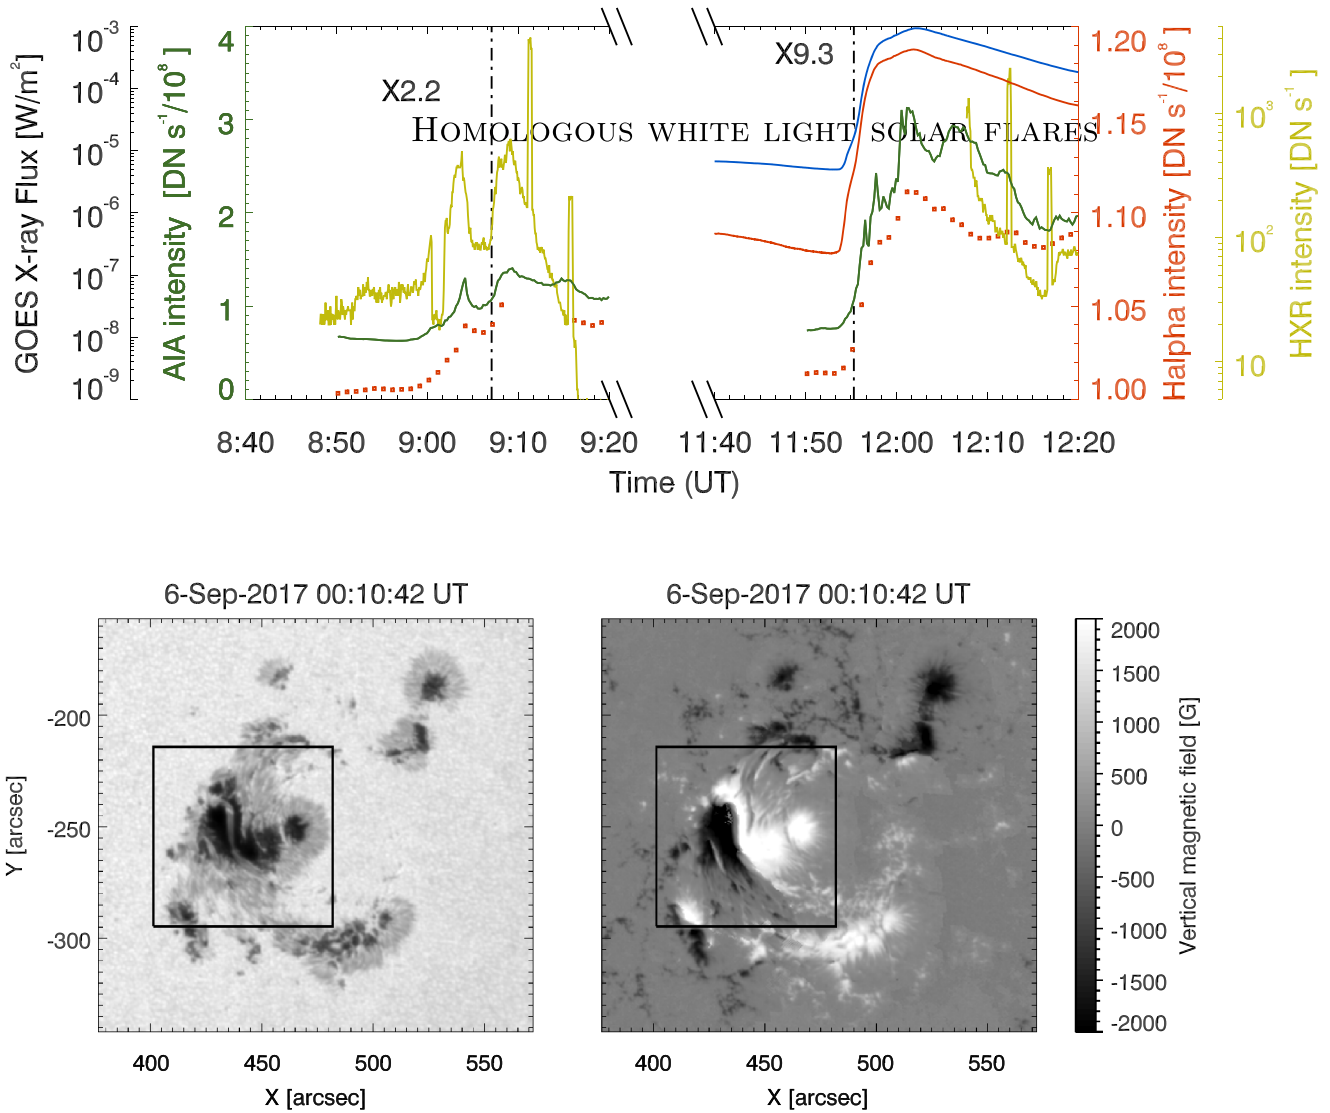 GOES X-ray Flux [W/m²]
10⁻³
10⁻⁴
10⁻⁵
10⁻⁶
10⁻⁷
10⁻⁸
10⁻⁹
AIA intensity [DN s⁻¹/10⁸]
4
3
2
1
0
X2.2
X9.3
HOMOLOGOUS WHITE LIGHT SOLAR FLARES
1.20
1.15
1.10
1.05
1.00
Halpha intensity [DN s⁻¹/10⁸]
10³
10²
10
HXR intensity [DN s⁻¹]
8:40 8:50 9:00 9:10 9:20 11:40 11:50 12:00 12:10 12:20
Time (UT)
6-Sep-2017 00:10:42 UT
-200
-250
-300
Y [arcsec]
400 450 500 550
X [arcsec]
6-Sep-2017 00:10:42 UT
400 450 500 550
X [arcsec]
2000
1500
1000
500
0
-500
-1000
-1500
-2000
Vertical magnetic field [G]